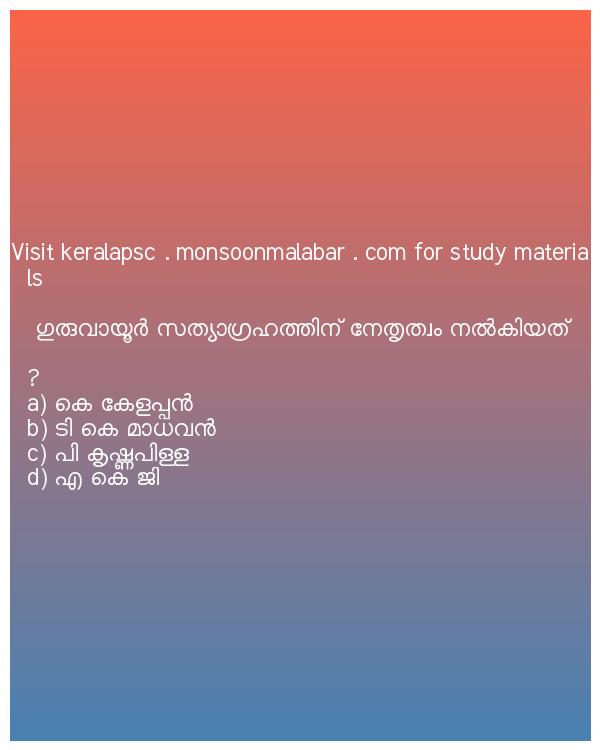 Visit keralapsc . monsoonmalabar . com for study materia
ls
ഗുരുവായൂർ സത്യാഗ്രഹത്തിന് നേതൃത്വം നൽകിയത്
?
a) കെ കേളപ്പൻ
b) ടി കെ മാധവൻ
c) പി കൃഷ്ണപിള്ള
d) എ കെ ജി